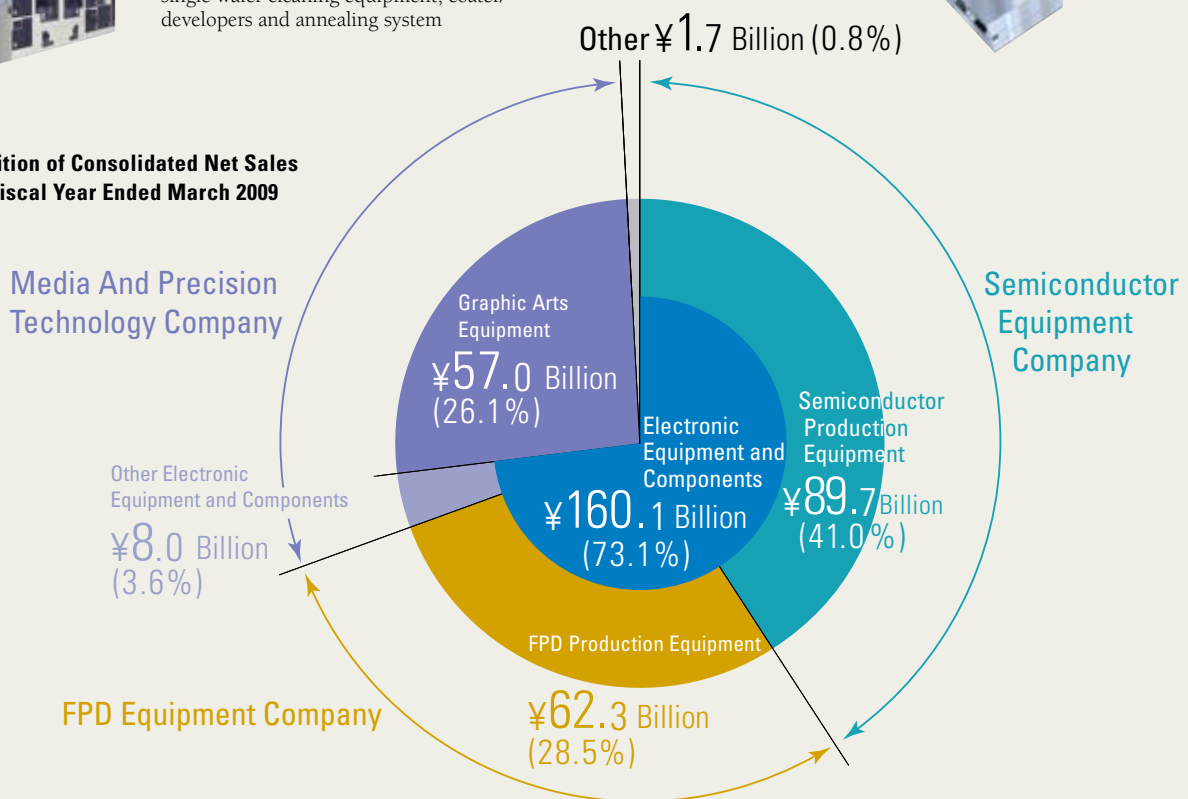 developers and annealing system
Other ¥1.7 Billion (0.8%)
ition of Consolidated Net Sales
iscal Year Ended March 2009
Media And Precision
Technology Company
Graphic Arts
Equipment
¥57.0 Billion
(26.1%)
Semiconductor
Equipment
Company
Semiconductor
Production
Equipment
¥89.7 Billion
(41.0%)
Electronic
Equipment and
Components
¥160.1 Billion
(73.1%)
Other Electronic
Equipment and Components
¥8.0 Billion
(3.6%)
FPD Production Equipment
¥62.3 Billion
(28.5%)
FPD Equipment Company